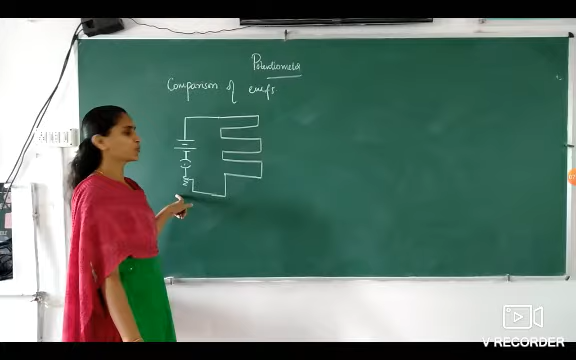 Potentiometer
Comparison of emfs
V RECORDER